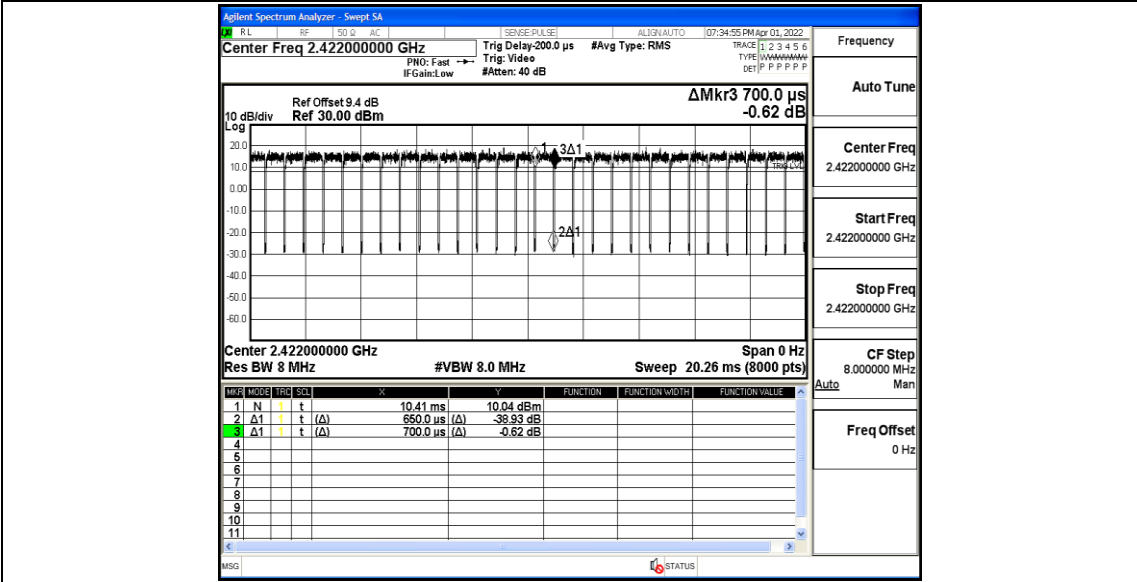 Agilent Spectrum Analyzer - Swept SA
RL RF 50 Ω AC SENSE:PULSE ALIGNAUTO 07:34:55 PM Apr 01, 2022
Center Freq 2.422000000 GHz
PNO: Fast
IFGain:Low
Trig Delay-200.0 µs
Trig: Video
#Atten: 40 dB
#Avg Type: RMS
TRACE 1 2 3 4 5 6
TYPE
DET P P P P P P
Ref Offset 9.4 dB
10 dB/div Ref 30.00 dBm
Log
ΔMkr3 700.0 µs
-0.62 dB
20.0
10.0
0.00
-10.0
-20.0
-30.0
-40.0
-50.0
-60.0
1 3Δ1
TRIG LVL
2Δ1
Center 2.422000000 GHz Span 0 Hz
Res BW 8 MHz #VBW 8.0 MHz Sweep 20.26 ms (8000 pts)
MKR MODE TRC SCL X Y FUNCTION FUNCTION WIDTH FUNCTION VALUE
1 N 1 t 10.41 ms 10.04 dBm
2 Δ1 1 t (Δ) 650.0 µs (Δ) -38.93 dB
3 Δ1 1 t (Δ) 700.0 µs (Δ) -0.62 dB
4
5
6
7
8
9
10
11
MSG STATUS
Frequency
Auto Tune
Center Freq
2.422000000 GHz
Start Freq
2.422000000 GHz
Stop Freq
2.422000000 GHz
CF Step
8.000000 MHz
Auto Man
Freq Offset
0 Hz